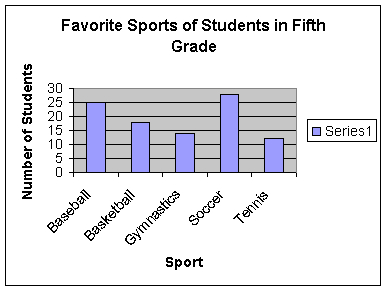 Favorite Sports of Students in Fifth
Grade
Number of Students
30
25
20
15
10
5
0
Baseball
Basketball
Gymnastics
Soccer
Tennis
Sport
Series1